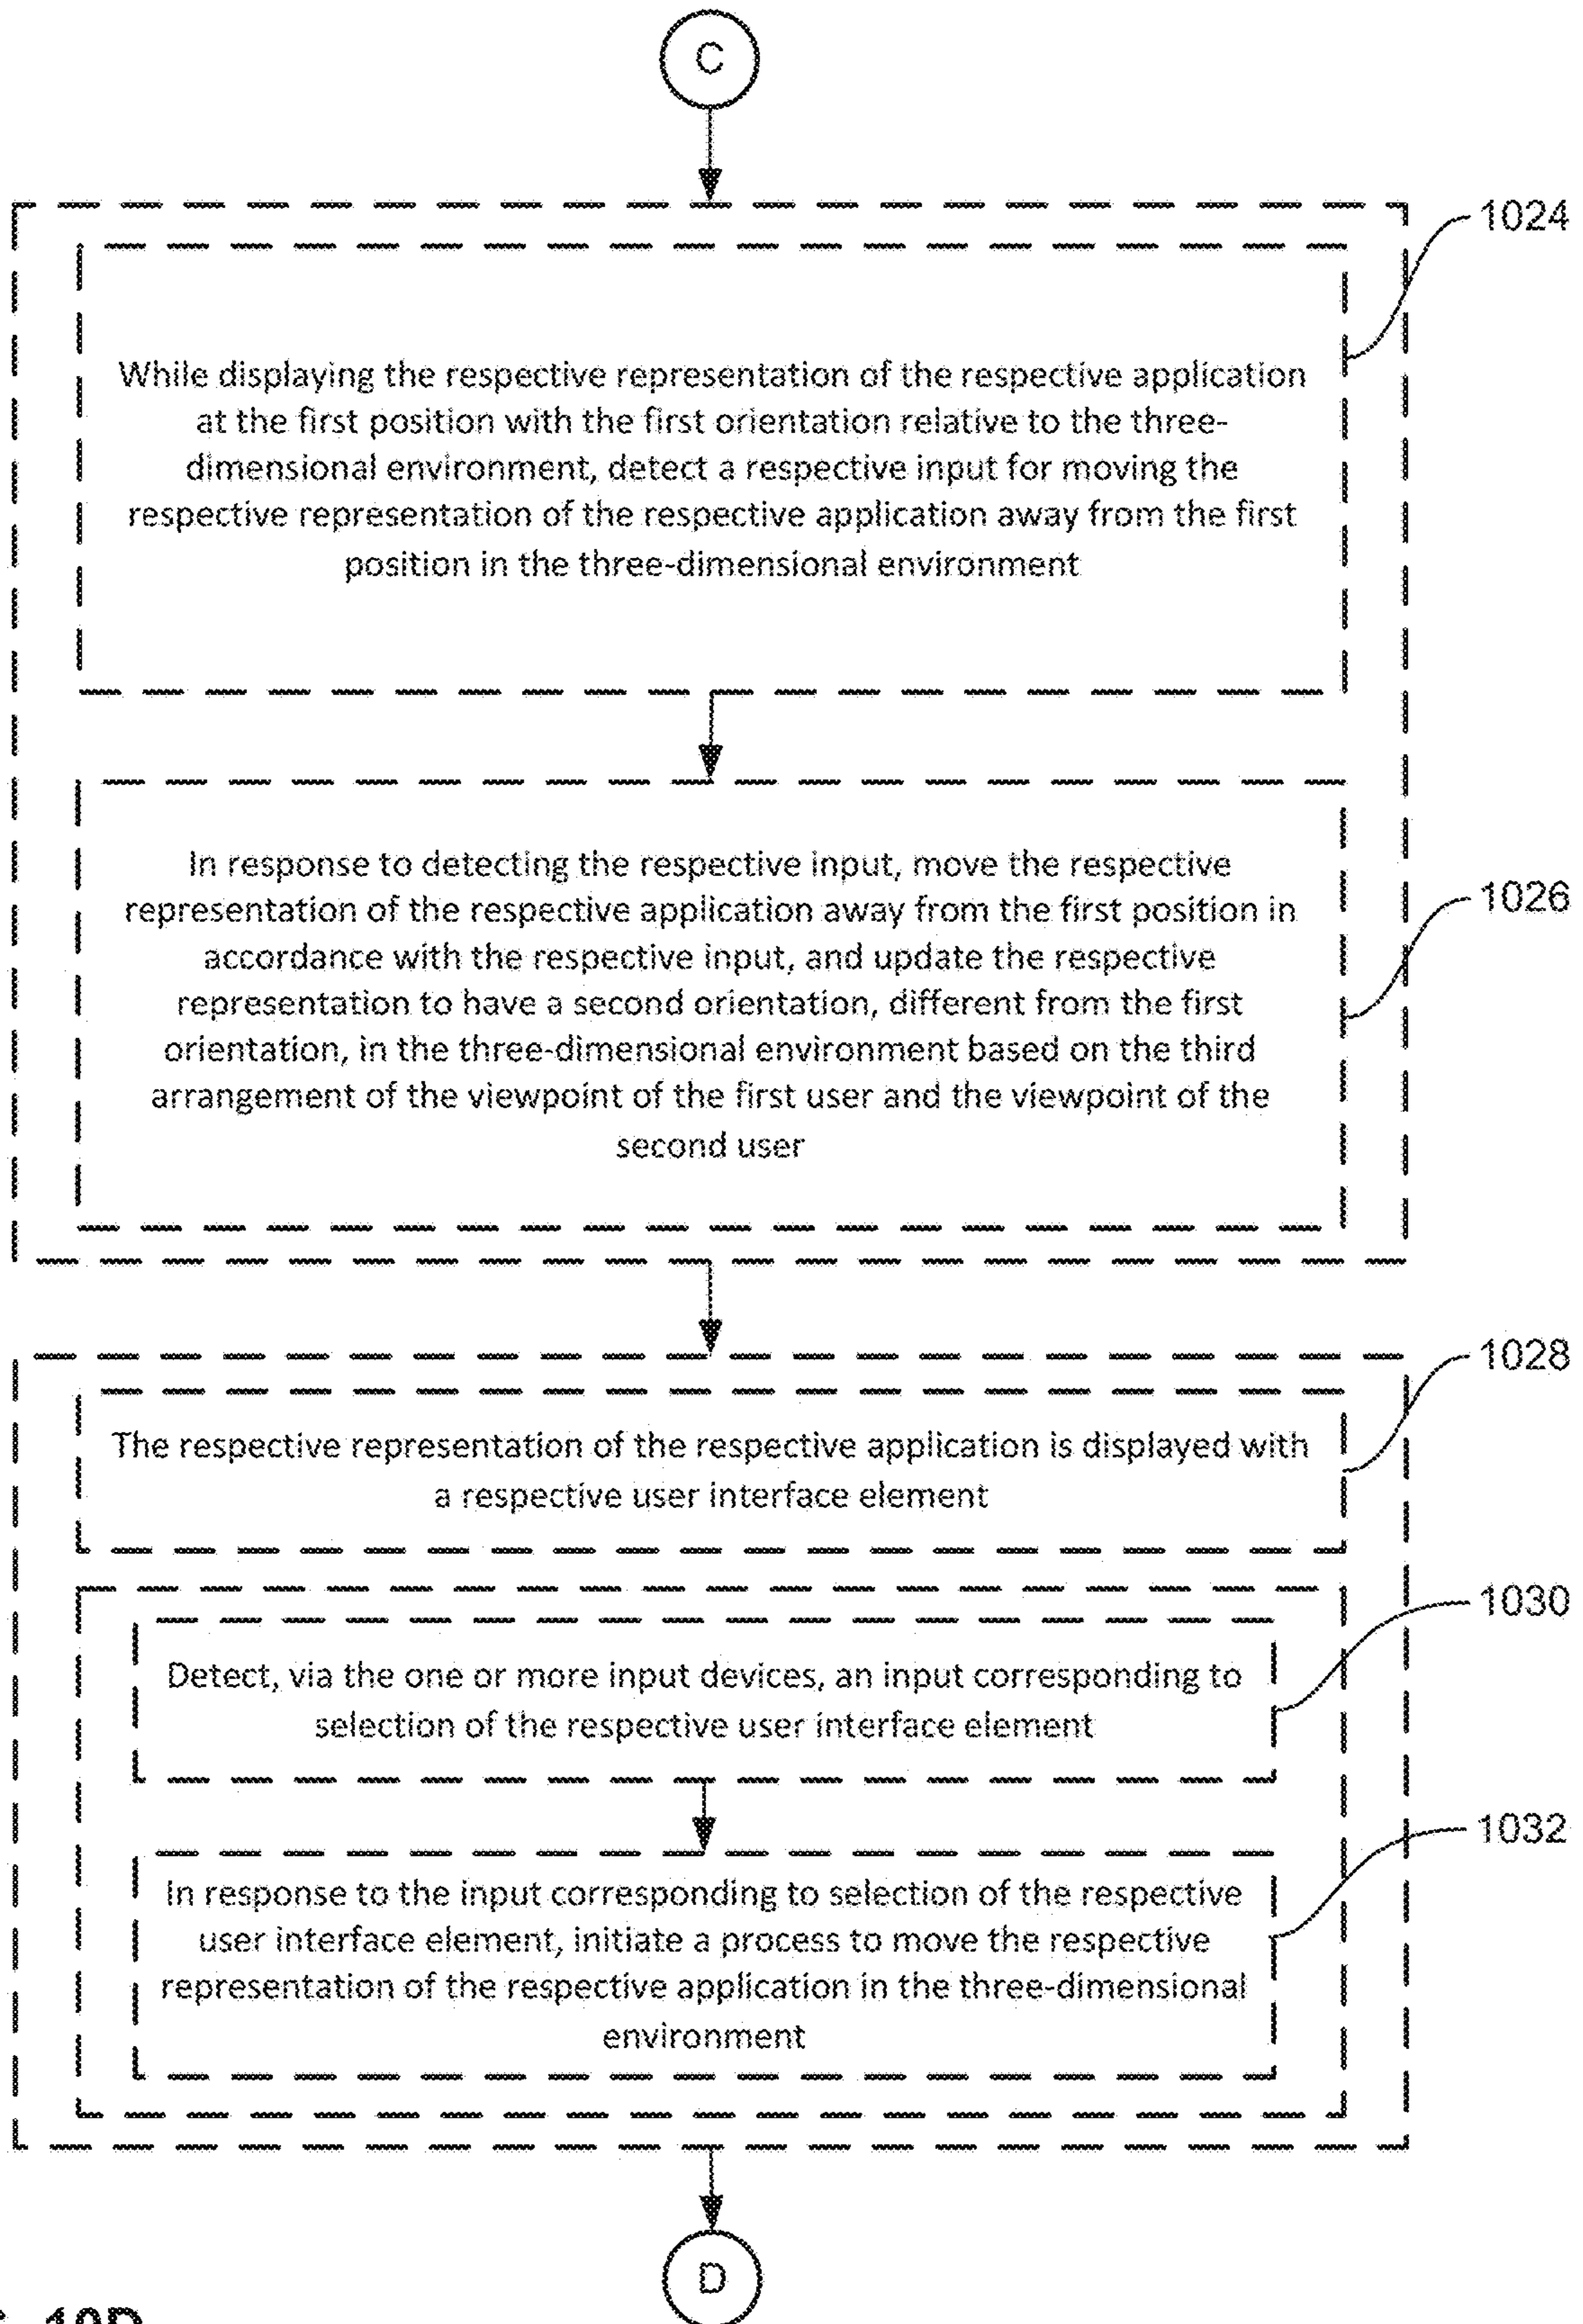 C
1024
While displaying the respective representation of the respective application
at the first position with the first orientation relative to the three-
dimensional environment, detect a respective input for moving the
respective representation of the respective application away from the first
position in the three-dimensional environment
In response to detecting the respective input, move the respective
representation of the respective application away from the first position in
accordance with the respective input, and update the respective
representation to have a second orientation, different from the first
orientation, in the three-dimensional environment based on the third
arrangement of the viewpoint of the first user and the viewpoint of the
second user
1026
1028
The respective representation of the respective application is displayed with
a respective user interface element
1030
Detect, via the one or more input devices, an input corresponding to
selection of the respective user interface element
1032
In response to the input corresponding to selection of the respective
user interface element, initiate a process to move the respective
representation of the respective application in the three-dimensional
environment
D
10D